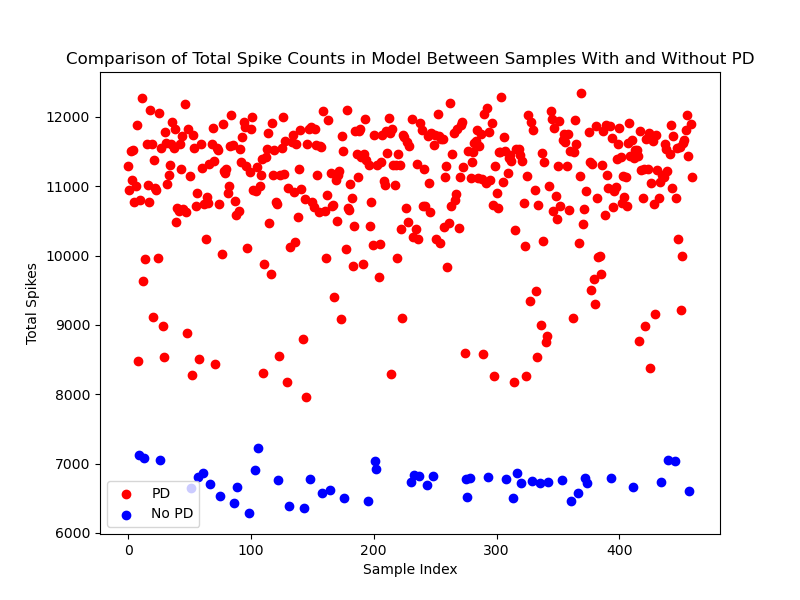 Comparison of Total Spike Counts in Model Between Samples With and Without PD
Total Spikes
12000
11000
10000
9000
8000
7000
6000
PD
No PD
0 100 200 300 400
Sample Index